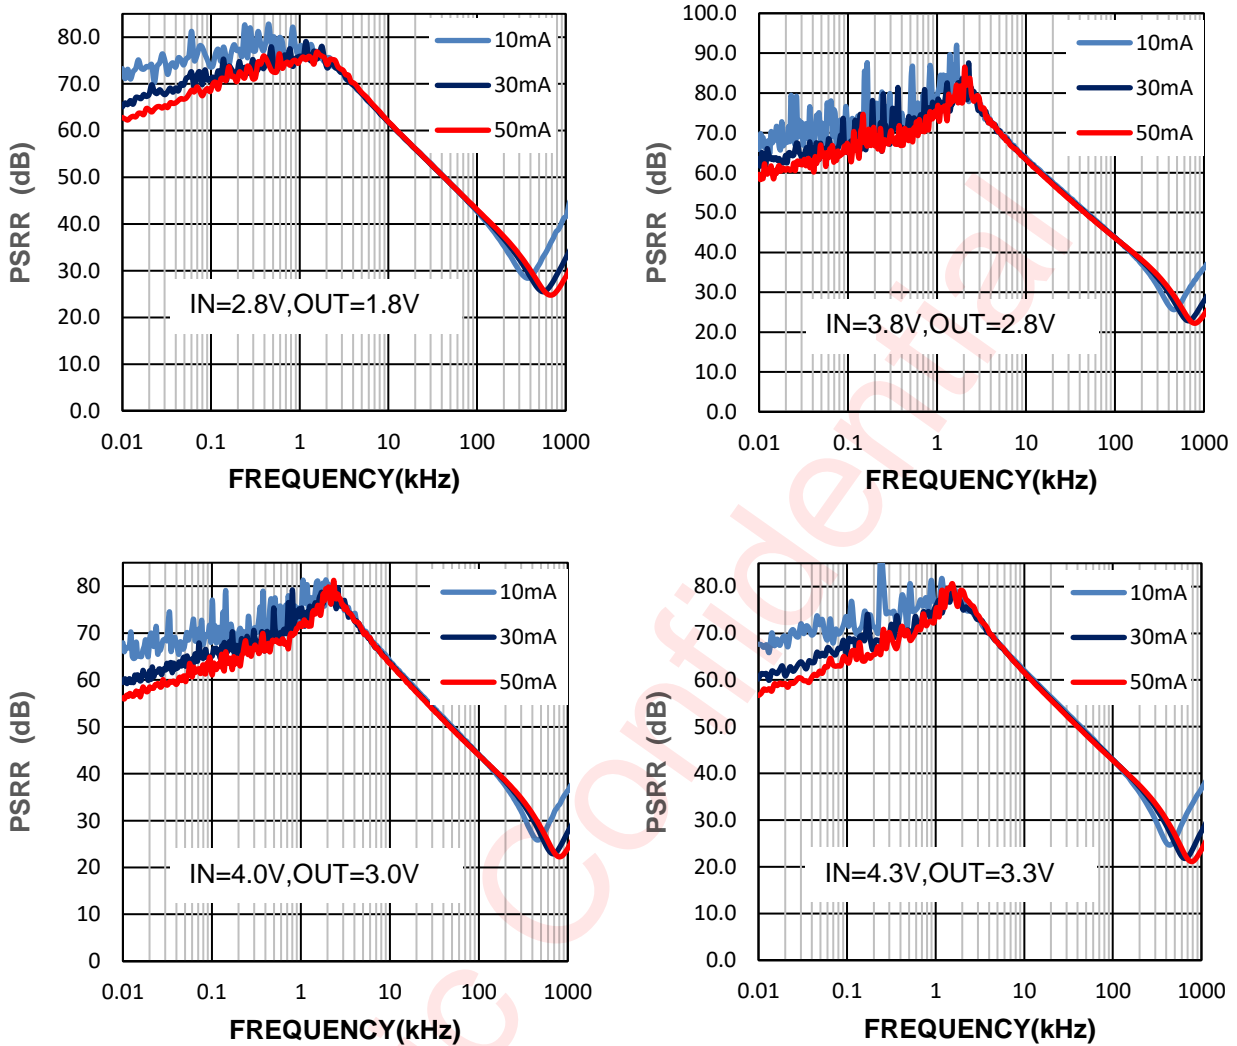 80.0
70.0
60.0
50.0
40.0
30.0
20.0
10.0
0.0
PSRR (dB)
10mA
30mA
50mA
IN=2.8V,OUT=1.8V
0.01 0.1 1 10 100 1000
FREQUENCY(kHz)
100.0
90.0
80.0
70.0
60.0
50.0
40.0
30.0
20.0
10.0
0.0
PSRR (dB)
10mA
30mA
50mA
IN=3.8V,OUT=2.8V
0.01 0.1 1 10 100 1000
FREQUENCY(kHz)
80
70
60
50
40
30
20
10
0
PSRR (dB)
10mA
30mA
50mA
IN=4.0V,OUT=3.0V
0.01 0.1 1 10 100 1000
FREQUENCY(kHz)
80.0
70.0
60.0
50.0
40.0
30.0
20.0
10.0
0.0
PSRR (dB)
10mA
30mA
50mA
IN=4.3V,OUT=3.3V
0.01 0.1 1 10 100 1000
FREQUENCY(kHz)
ic Confidential